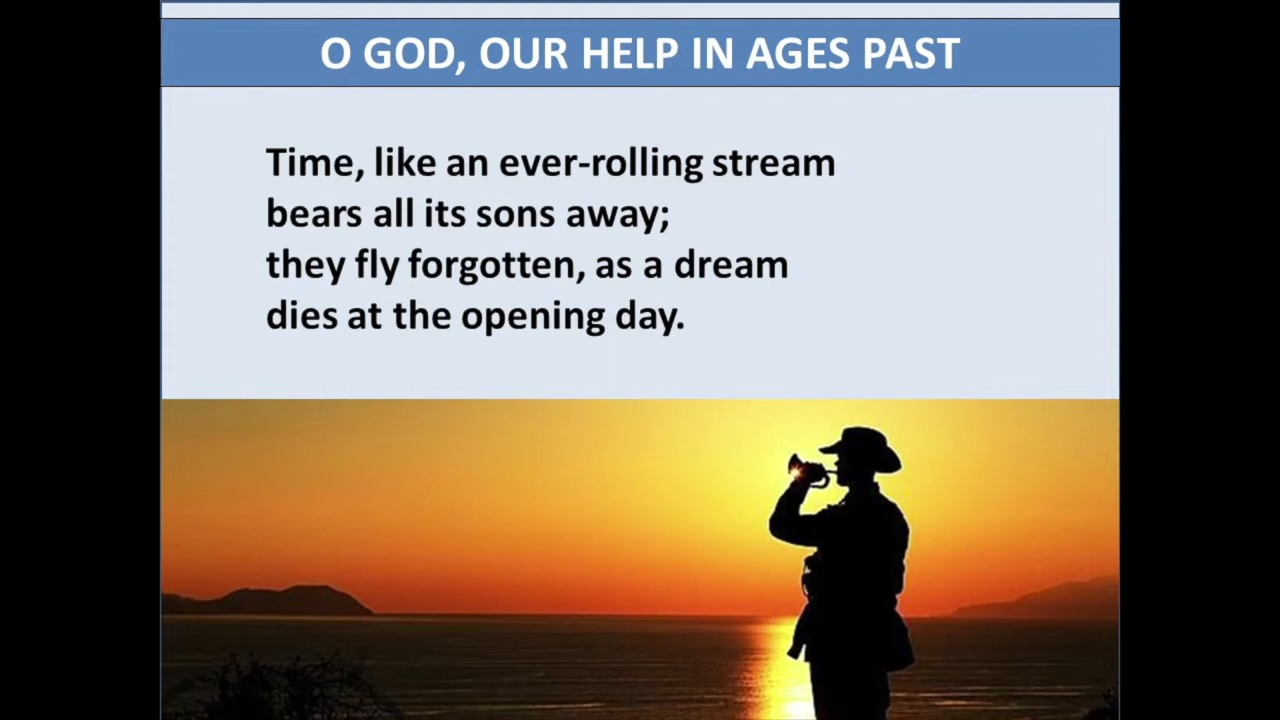 O GOD, OUR HELP IN AGES PAST
Time, like an ever-rolling stream
bears all its sons away;
they fly forgotten, as a dream
dies at the opening day.